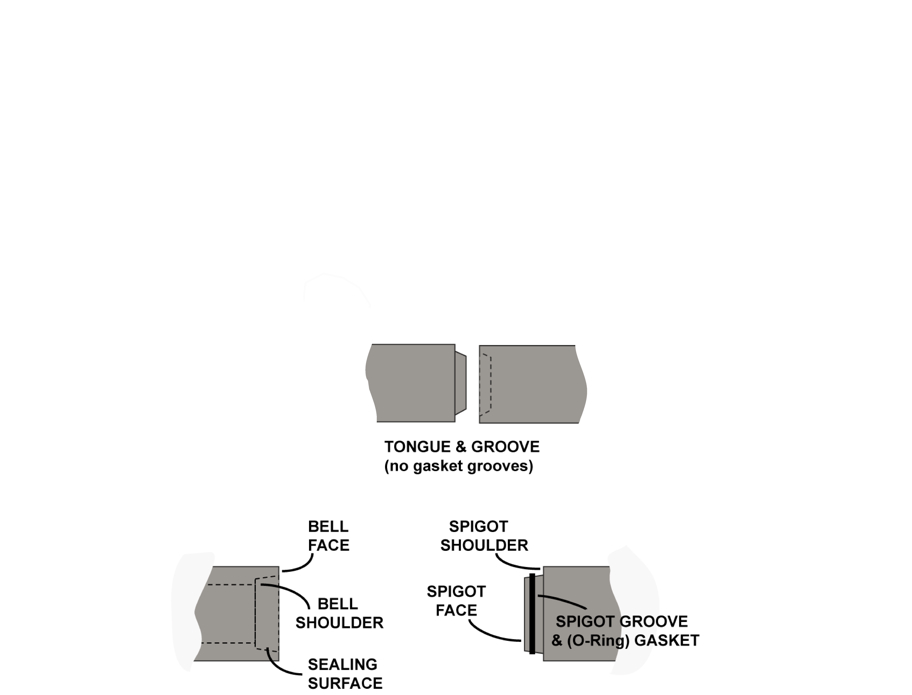 TONGUE & GROOVE
(no gasket grooves)
BELL
FACE
SPIGOT
SHOULDER
BELL
SHOULDER
SPIGOT
FACE
SPIGOT GROOVE
& (O-Ring) GASKET
SEALING
SURFACE